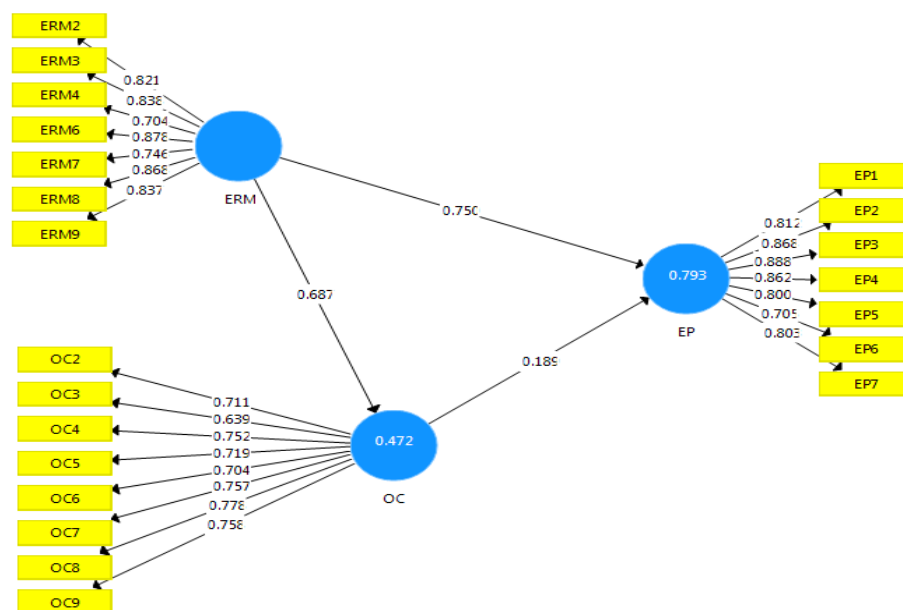 ERM2
ERM3
ERM4
ERM6
ERM7
ERM8
ERM9
0.821
0.838
0.704
0.878
0.746
0.868
0.837
ERM
0.750
0.687
0.189
EP1
EP2
EP3
EP4
EP5
EP6
EP7
0.812
0.868
0.888
0.862
0.800
0.705
0.803
0.793
EP
OC2
OC3
OC4
OC5
OC6
OC7
OC8
OC9
0.711
0.639
0.752
0.719
0.704
0.757
0.778
0.758
0.472
OC